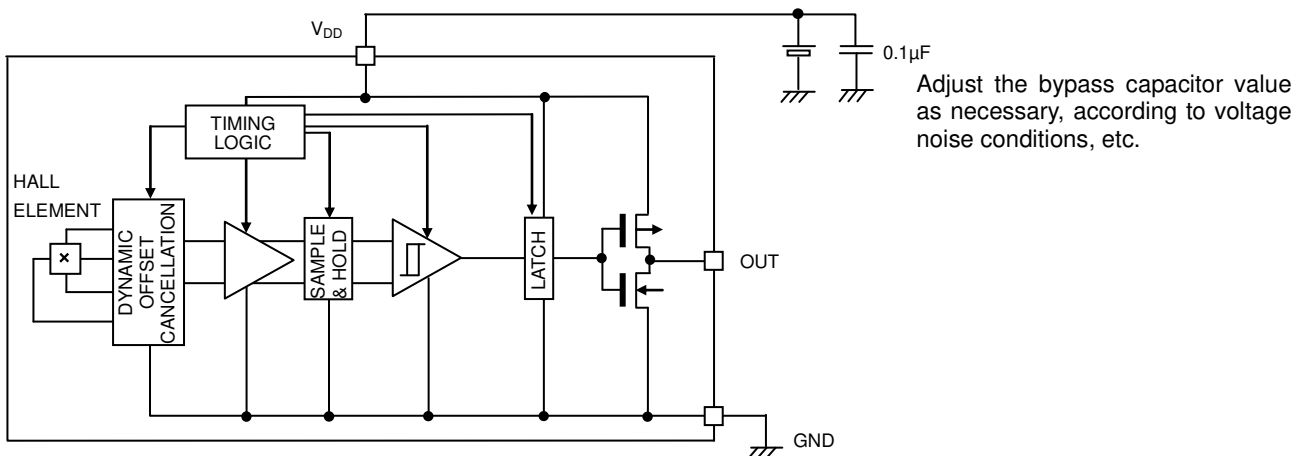 V_DD
0.1µF
Adjust the bypass capacitor value
as necessary, according to voltage
noise conditions, etc.
TIMING
LOGIC
HALL
ELEMENT
DYNAMIC
OFFSET
CANCELLATION
×
SAMPLE
& HOLD
LATCH
OUT
GND